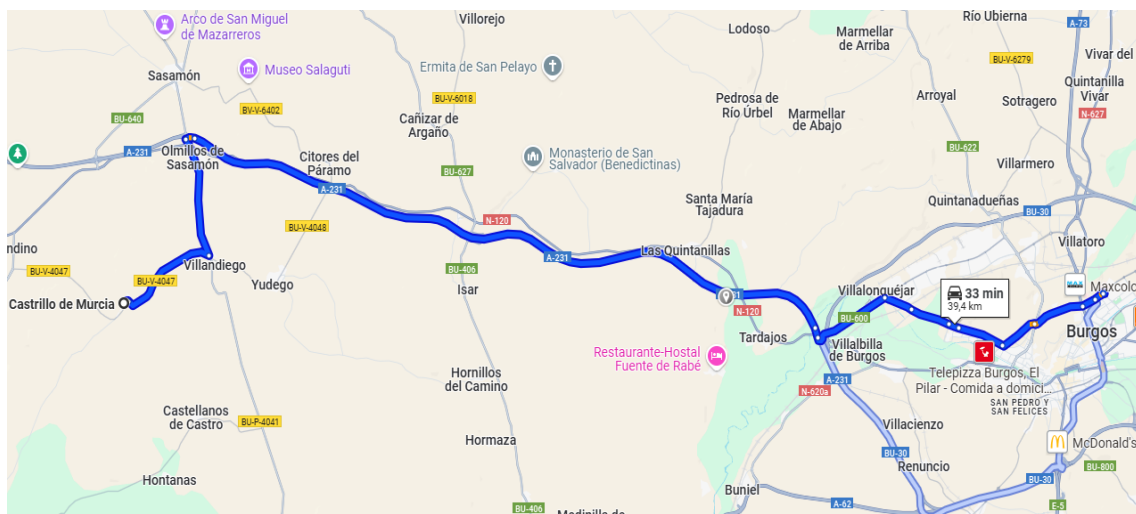 Arco de San Miguel
de Mazarreros
Villorejo
Lodoso
Marmellar
de Arriba
Río Ubierna
A-73
Vivar del
BU-V-6279
Sasamón
Museo Salaguti
Ermita de San Pelayo
Quintanilla
Vivar
Arroyal
Sotragero
N-627
BU-640
BV-V-6402
BU-V-6018
Cañizar de
Argaño
Pedrosa de
Río Úrbel
Marmellar
de Abajo
A-231
Olmillos de
Sasamón
Citores del
Páramo
Monasterio de San
Salvador (Benedictinas)
BU-622
Villarmero
BU-627
A-231
Santa María
Tajadura
Quintanadueñas
BU-30
N-120
BU-V-4048
Villatoro
ndino
BU-V-4047
Villandiego
Las Quintanillas
A-231
BU-406
BU-V-4047
Yudego
Isar
Villalonquéjar
33 min
39,4 km
Maxcolc
Castrillo de Murcia
N-120
BU-600
Burgos
Tardajos
Villalbilla
de Burgos
Restaurante-Hostal
Fuente de Rabé
Hornillos
del Camino
A-231
Telepizza Burgos, El
Pilar - Comida a domici...
N-620a
SAN PEDRO Y
SAN FELICES
Castellanos
de Castro
BU-P-4041
Hormaza
Villacienzo
McDonald's
BU-30
Renuncio
BU-800
Hontanas
BU-30
Buniel
A-62
E-5
BU-406